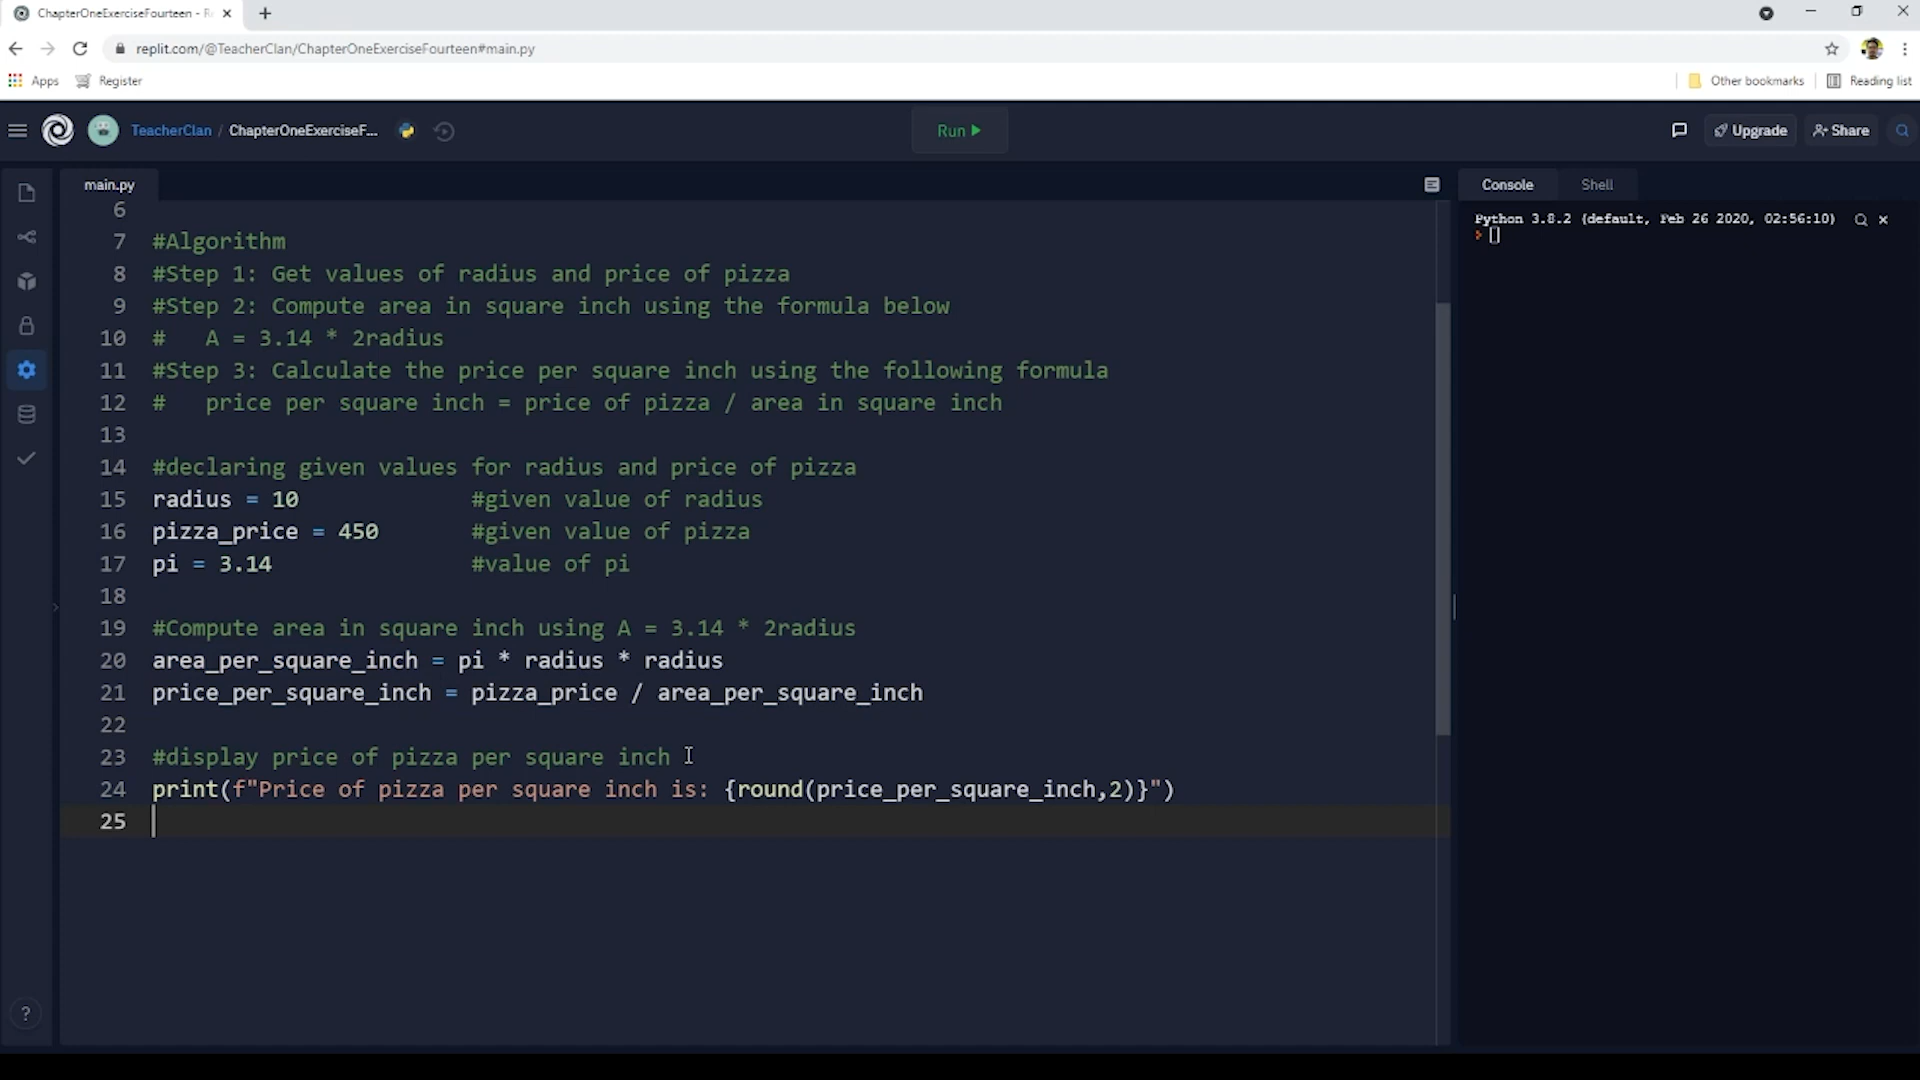 ChapterOneExerciseFourteen - R
replit.com/@TeacherClan/ChapterOneExerciseFourteen#main.py
Apps Register Other bookmarks Reading list
TeacherClan / ChapterOneExerciseF... Run Upgrade Share
main.py Console Shell
6
7 #Algorithm
8 #Step 1: Get values of radius and price of pizza
9 #Step 2: Compute area in square inch using the formula below
10 #   A = 3.14 * 2radius
11 #Step 3: Calculate the price per square inch using the following formula
12 #   price per square inch = price of pizza / area in square inch
13
14 #declaring given values for radius and price of pizza
15 radius = 10             #given value of radius
16 pizza_price = 450       #given value of pizza
17 pi = 3.14               #value of pi
18
19 #Compute area in square inch using A = 3.14 * 2radius
20 area_per_square_inch = pi * radius * radius
21 price_per_square_inch = pizza_price / area_per_square_inch
22
23 #display price of pizza per square inch
24 print(f"Price of pizza per square inch is: {round(price_per_square_inch,2)}")
25
Python 3.8.2 (default, Feb 26 2020, 02:56:10)
?